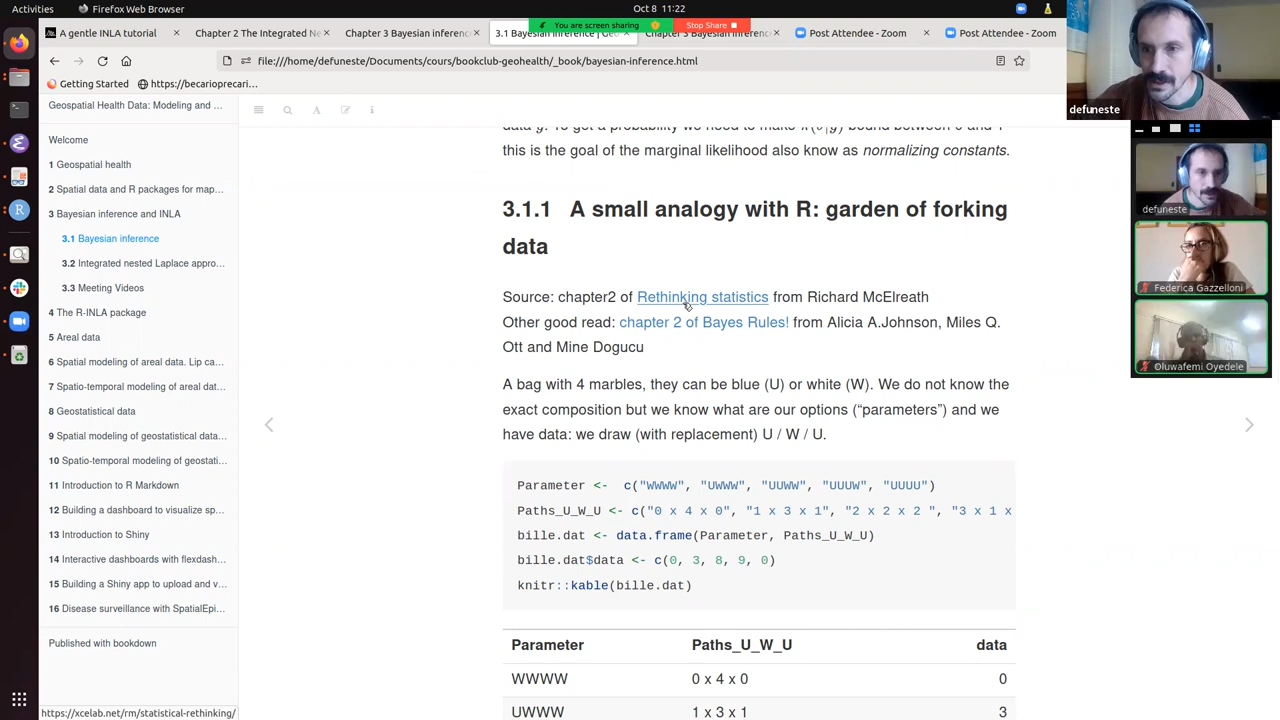 Activities
Firefox Web Browser
Oct 8 11:22
A gentle INLA tutorial
Chapter 2 The Integrated Ne
Chapter 3 Bayesian inferenc
3.1 Bayesian inference | Geo
Chapter 3 Bayesian inferenc
Post Attendee - Zoom
Post Attendee - Zoom
You are screen sharing
Stop Share
file:///home/defuneste/Documents/cours/bookclub-geohealth/_book/bayesian-inference.html
Getting Started
https://becarioprecari...
Geospatial Health Data: Modeling and ...
Welcome
1 Geospatial health
2 Spatial data and R packages for map...
3 Bayesian inference and INLA
3.1 Bayesian inference
3.2 Integrated nested Laplace appro...
3.3 Meeting Videos
4 The R-INLA package
5 Areal data
6 Spatial modeling of areal data. Lip ca...
7 Spatio-temporal modeling of areal dat...
8 Geostatistical data
9 Spatial modeling of geostatistical data...
10 Spatio-temporal modeling of geostati...
11 Introduction to R Markdown
12 Building a dashboard to visualize sp...
13 Introduction to Shiny
14 Interactive dashboards with flexdash...
15 Building a Shiny app to upload and v...
16 Disease surveillance with SpatialEpi...
Published with bookdown
https://xcelab.net/rm/statistical-rethinking/
this is the goal of the marginal likelihood also know as normalizing constants.
3.1.1 A small analogy with R: garden of forking
data
Source: chapter2 of Rethinking statistics from Richard McElreath
Other good read: chapter 2 of Bayes Rules! from Alicia A.Johnson, Miles Q.
Ott and Mine Dogucu
A bag with 4 marbles, they can be blue (U) or white (W). We do not know the
exact composition but we know what are our options (“parameters”) and we
have data: we draw (with replacement) U / W / U.
Parameter <-  c("WWWW", "UWWW", "UUWW", "UUUW", "UUUU")
Paths_U_W_U <- c("0 x 4 x 0", "1 x 3 x 1", "2 x 2 x 2 ", "3 x 1 x
bille.dat <- data.frame(Parameter, Paths_U_W_U)
bille.dat$data <- c(0, 3, 8, 9, 0)
knitr::kable(bille.dat)
Parameter Paths_U_W_U data
WWWW 0 x 4 x 0 0
UWWW 1 x 3 x 1 3
defuneste
defuneste
Federica Gazzelloni
Oluwafemi Oyedele